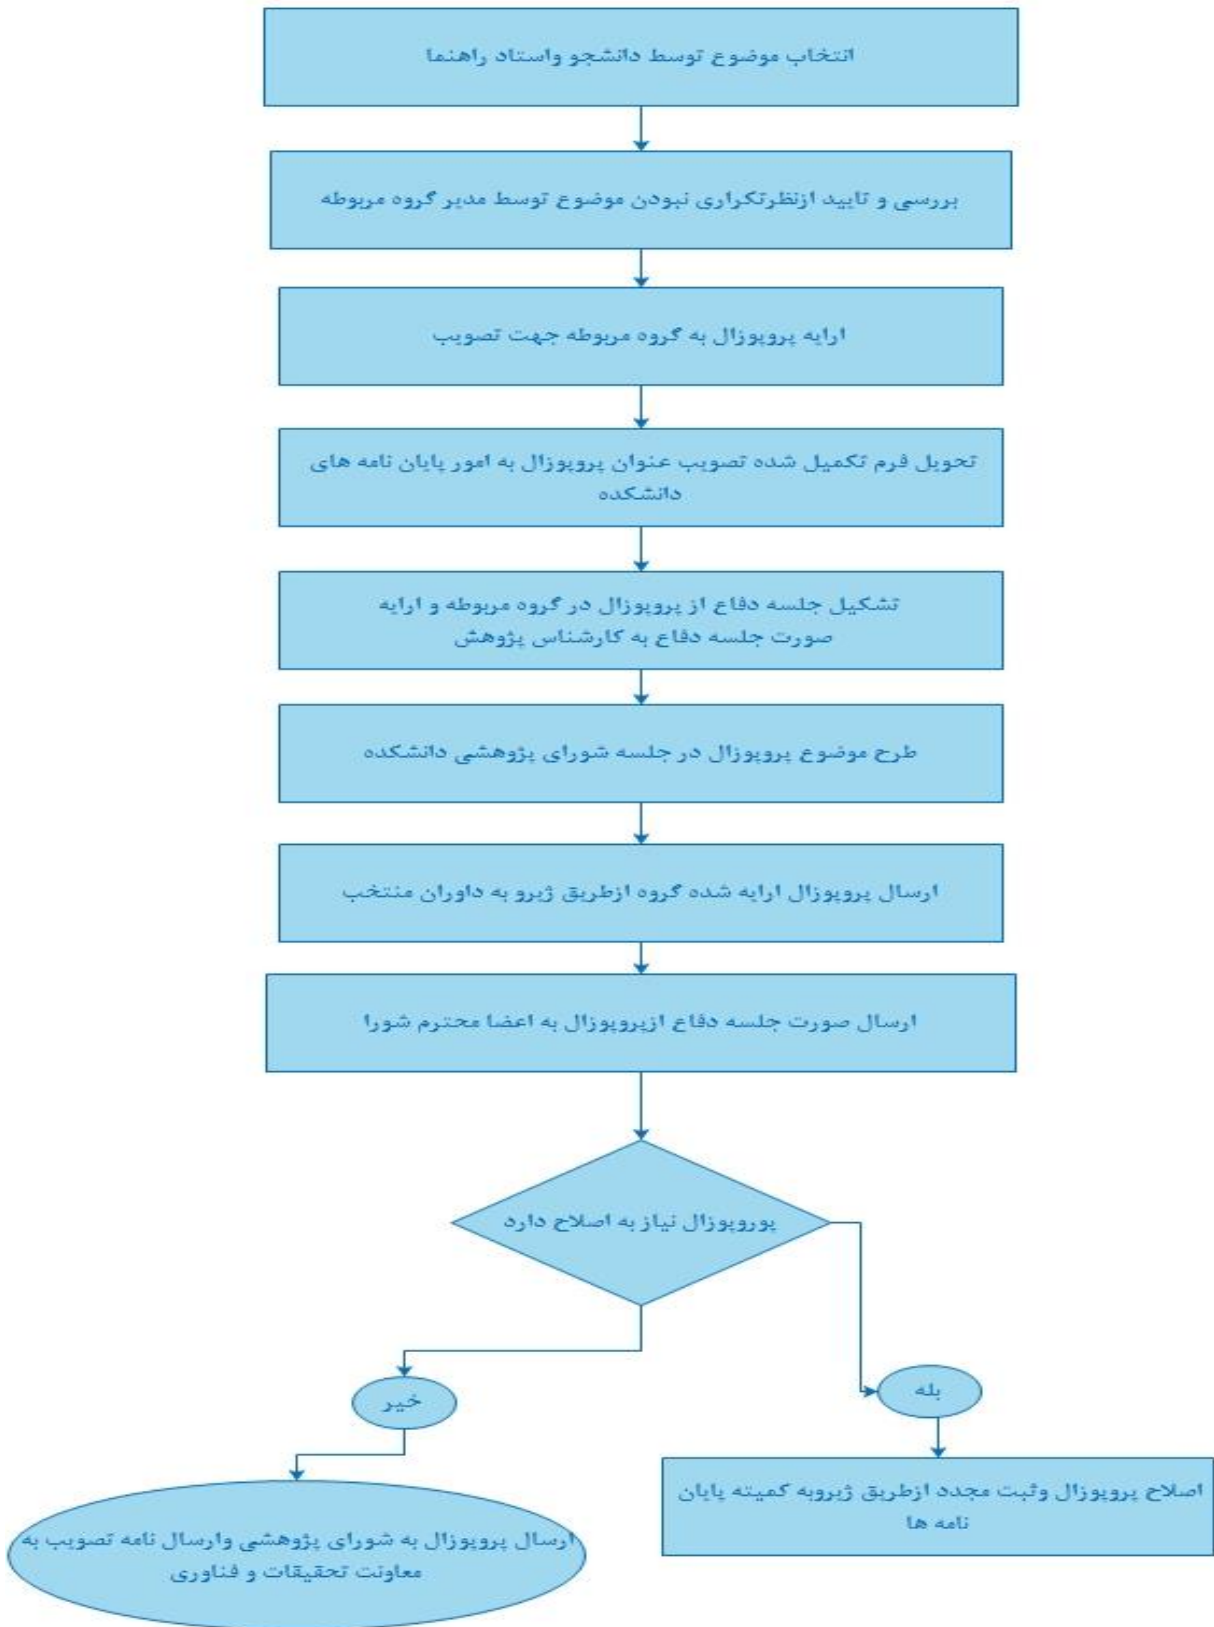 انتخاب موضوع توسط دانشجو واستاد راهنما
بررسی و تایید ازنظرتکراری نبودن موضوع توسط مدیر گروه مربوطه
ارایه پروپوزال به گروه مربوطه جهت تصویب
تحویل فرم تکمیل شده تصویب عنوان پروپوزال به امور پایان نامه های
دانشکده
تشکیل جلسه دفاع از پروپوزال در گروه مربوطه و ارایه
صورت جلسه دفاع به کارشناس پژوهش
طرح موضوع پروپوزال در جلسه شورای پژوهشی دانشکده
ارسال پروپوزال ارایه شده گروه ازطریق ژیرو به داوران منتخب
ارسال صورت جلسه دفاع ازپروپوزال به اعضا محترم شورا
پوروپوزال نیاز به اصلاح دارد
بله
خیر
اصلاح پروپوزال وثبت مجدد ازطریق ژیروبه کمیته پایان
نامه ها
ارسال پروپوزال به شورای پژوهشی وارسال نامه تصویب به
معاونت تحقیقات و فناوری